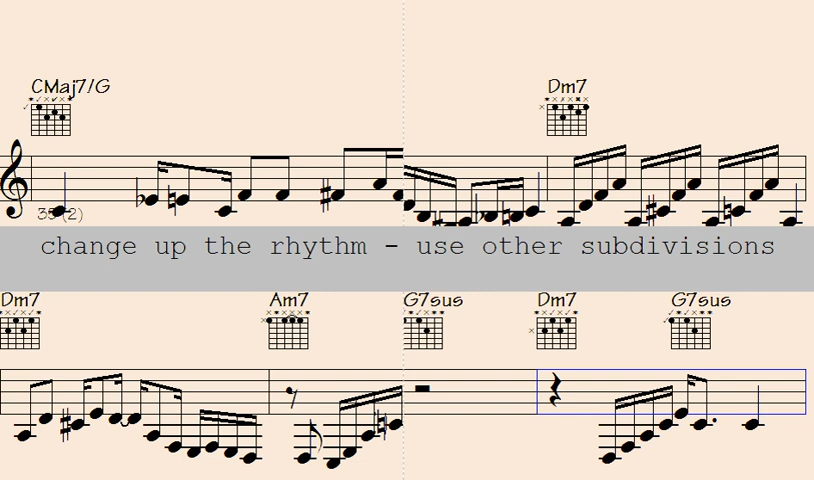 CMaj7/G Dm7
35 (2)
change up the rhythm - use other subdivisions
Dm7 Am7 G7sus Dm7 G7sus